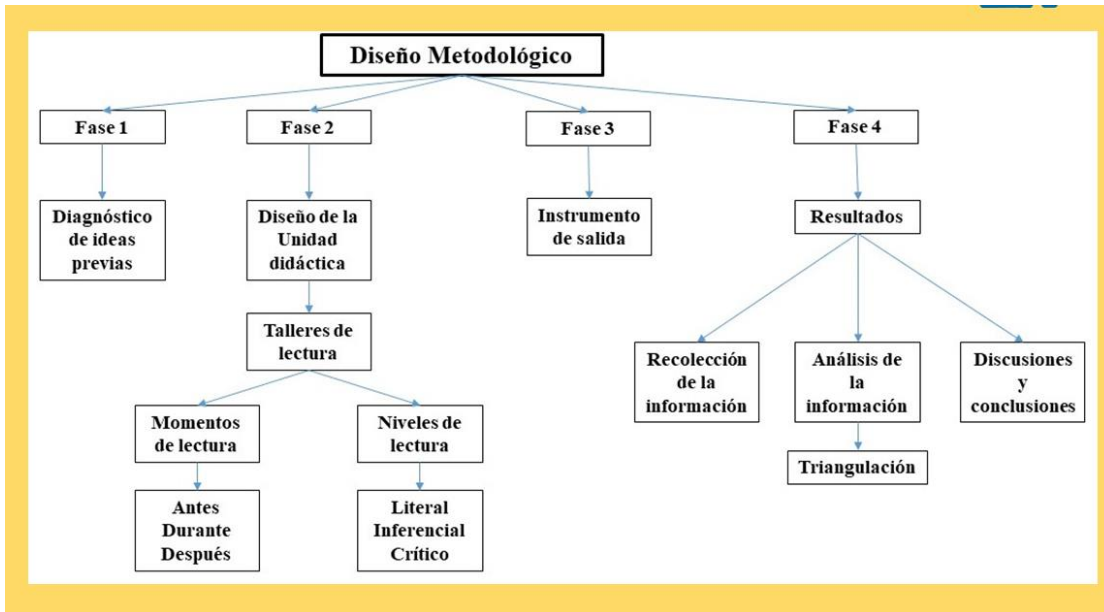 Diseño Metodológico
Fase 1
Fase 2
Fase 3
Fase 4
Diagnóstico
de ideas
previas
Diseño de la
Unidad
didáctica
Instrumento
de salida
Resultados
Talleres de
lectura
Recolección
de la
información
Análisis de
la
información
Discusiones
y
conclusiones
Momentos
de lectura
Niveles de
lectura
Triangulación
Antes
Durante
Después
Literal
Inferencial
Crítico